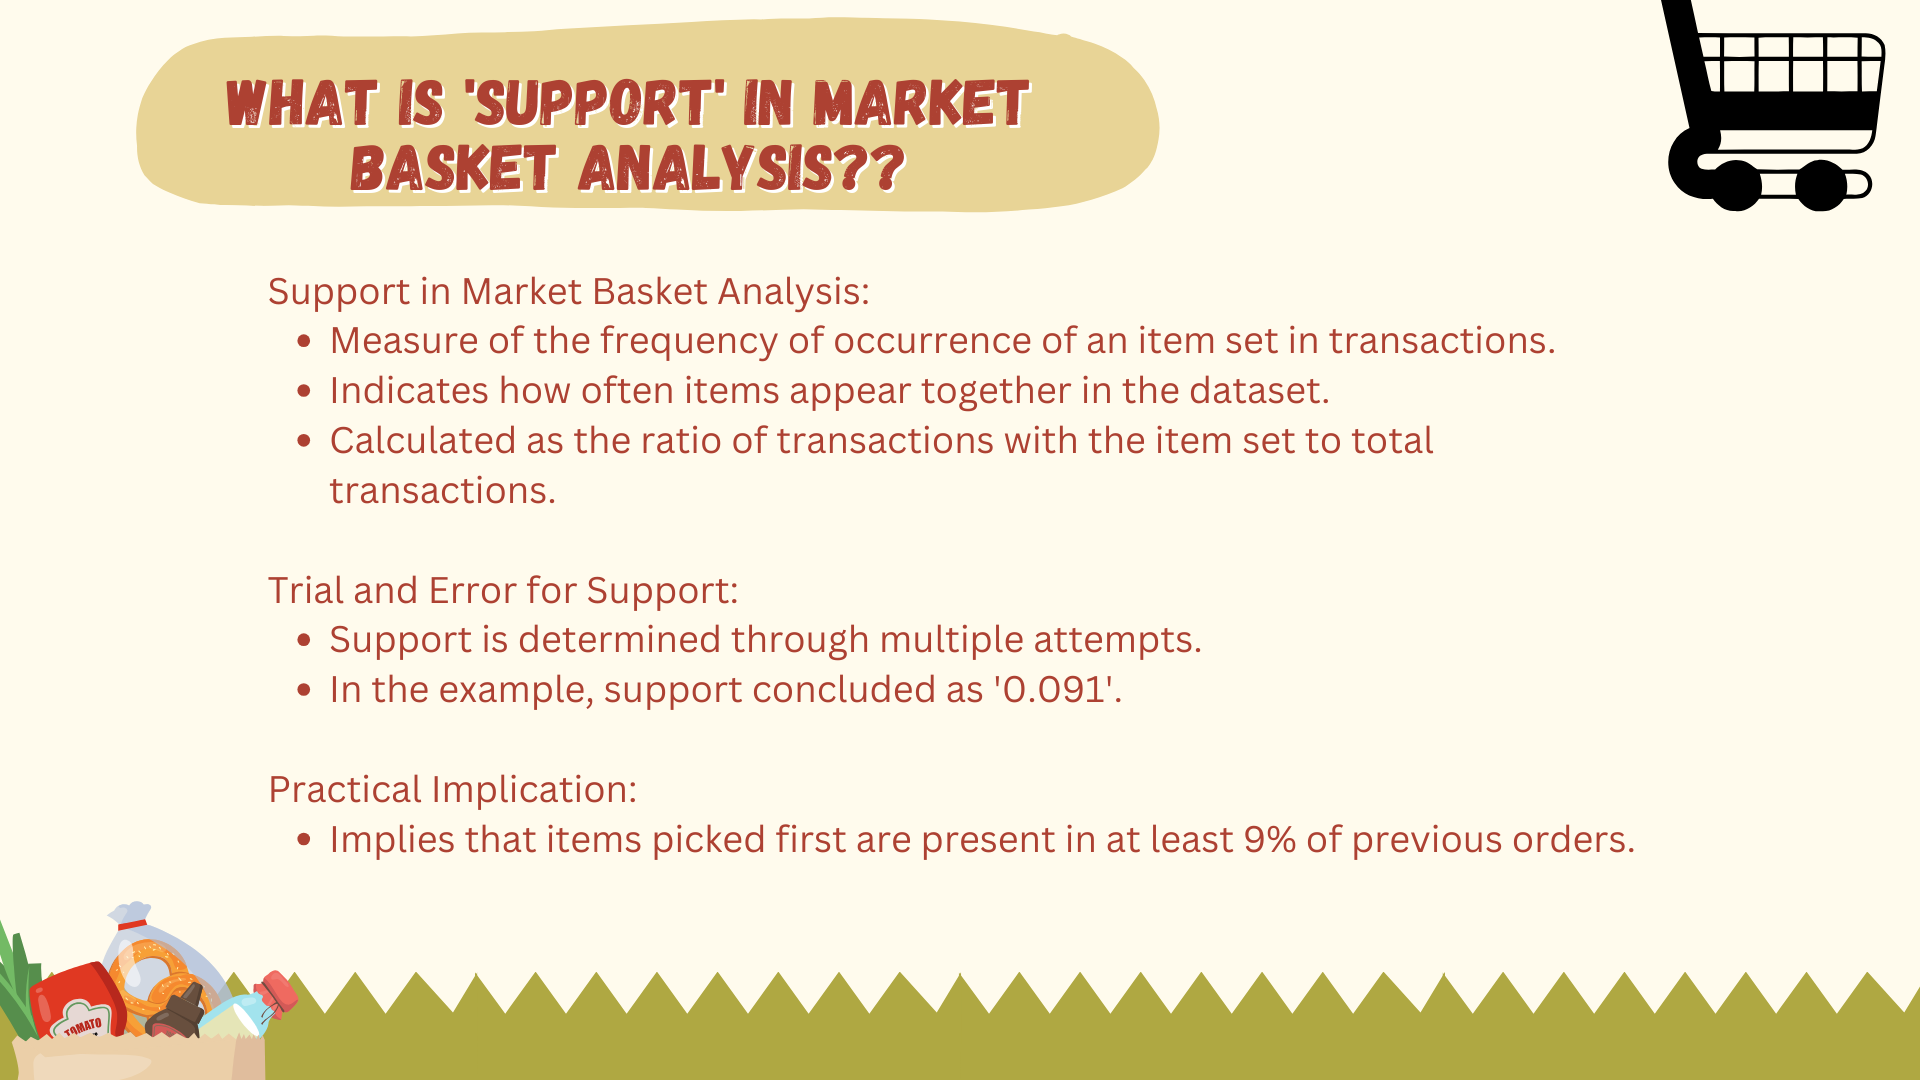 WHAT IS 'SUPPORT' IN MARKET
BASKET ANALYSIS??
Support in Market Basket Analysis:
• Measure of the frequency of occurrence of an item set in transactions.
• Indicates how often items appear together in the dataset.
• Calculated as the ratio of transactions with the item set to total
transactions.
Trial and Error for Support:
• Support is determined through multiple attempts.
• In the example, support concluded as '0.091'.
Practical Implication:
• Implies that items picked first are present in at least 9% of previous orders.
TOMATO